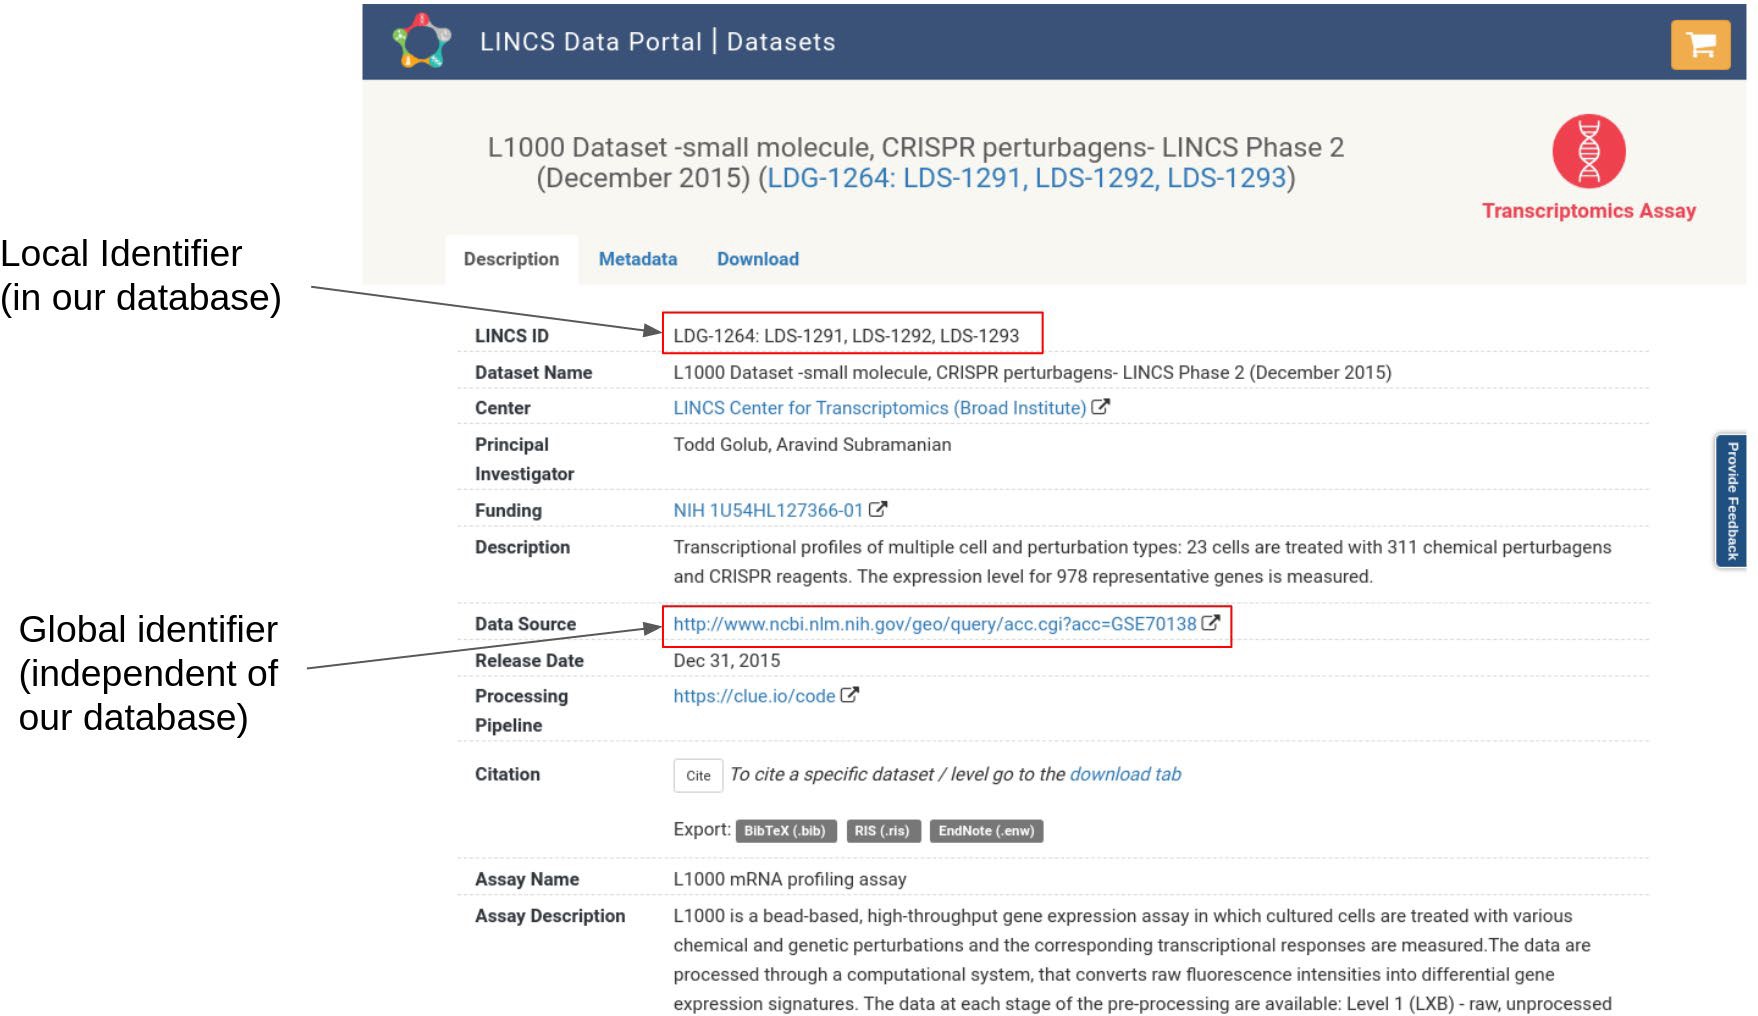 LINCS Data Portal | Datasets
L1000 Dataset -small molecule, CRISPR perturbagens- LINCS Phase 2
(December 2015) (LDG-1264: LDS-1291, LDS-1292, LDS-1293)
Transcriptomics Assay
Local Identifier
(in our database)
Description Metadata Download
LINCS ID LDG-1264: LDS-1291, LDS-1292, LDS-1293
Dataset Name L1000 Dataset -small molecule, CRISPR perturbagens- LINCS Phase 2 (December 2015)
Center LINCS Center for Transcriptomics (Broad Institute)
Principal Todd Golub, Aravind Subramanian
Investigator
Funding NIH 1U54HL127366-01
Description Transcriptional profiles of multiple cell and perturbation types: 23 cells are treated with 311 chemical perturbagens
and CRISPR reagents. The expression level for 978 representative genes is measured.
Provide Feedback
Global identifier
(independent of
our database)
Data Source http://www.ncbi.nlm.nih.gov/geo/query/acc.cgi?acc=GSE70138
Release Date Dec 31, 2015
Processing https://clue.io/code
Pipeline
Citation Cite To cite a specific dataset / level go to the download tab
Export: BibTeX (.bib) RIS (.ris) EndNote (.enw)
Assay Name L1000 mRNA profiling assay
Assay Description L1000 is a bead-based, high-throughput gene expression assay in which cultured cells are treated with various
chemical and genetic perturbations and the corresponding transcriptional responses are measured.The data are
processed through a computational system, that converts raw fluorescence intensities into differential gene
expression signatures. The data at each stage of the pre-processing are available: Level 1 (LXB) - raw, unprocessed